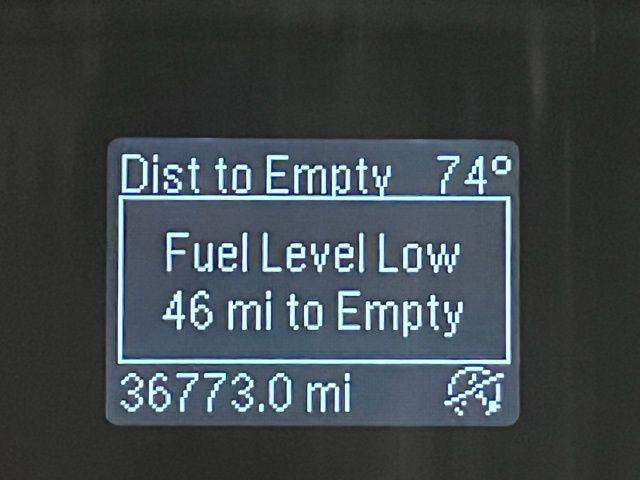 Dist to Empty 74°
Fuel Level Low
46 mi to Empty
36773.0 mi